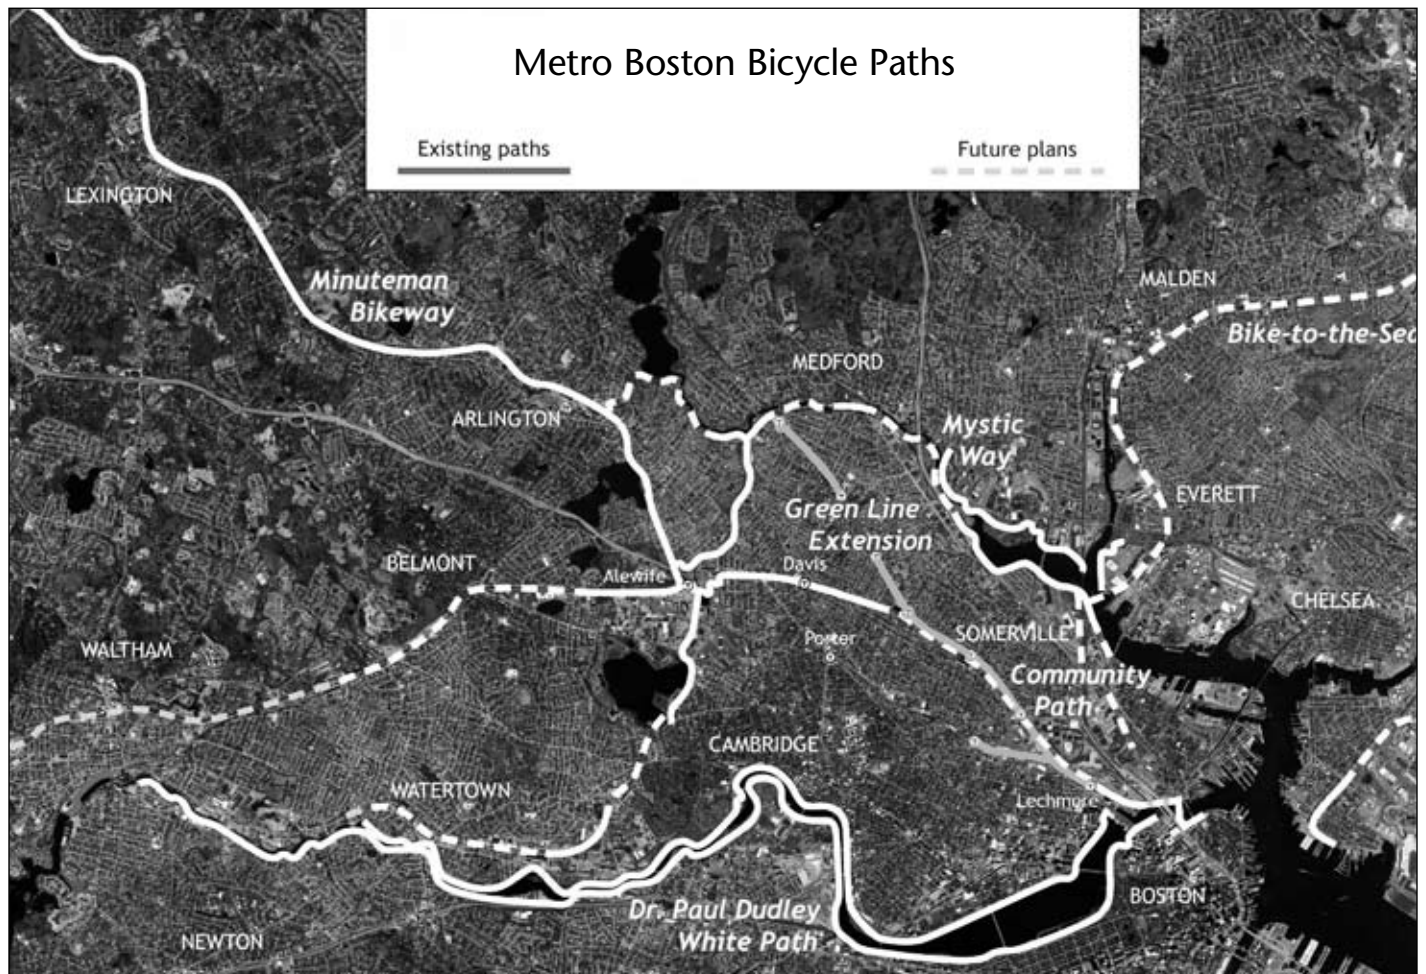 Metro Boston Bicycle Paths
Existing paths
Future plans
LEXINGTON
Minuteman
Bikeway
MALDEN
Bike-to-the-Sea
MEDFORD
ARLINGTON
Mystic
Way
EVERETT
Green Line
Extension
BELMONT
Alewife
Davis
CHELSEA
SOMERVILLE
Porter
WALTHAM
Community
Path
CAMBRIDGE
WATERTOWN
Lechmere
BOSTON
Dr. Paul Dudley
White Path
NEWTON